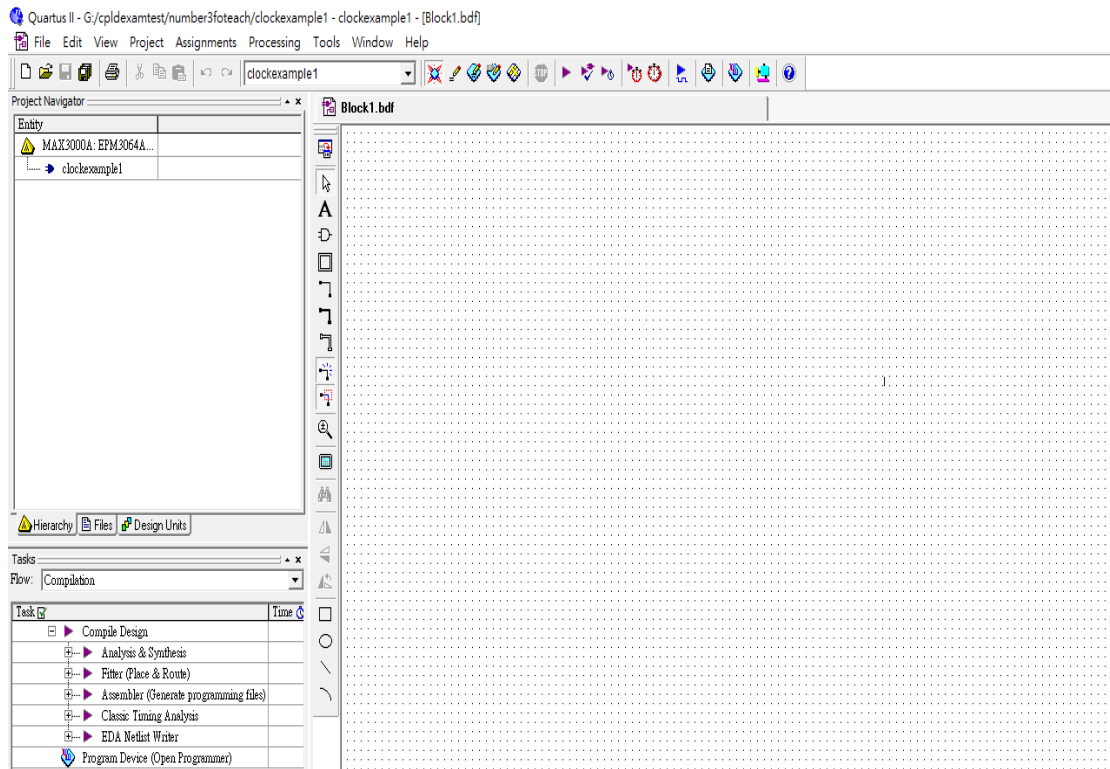 Quartus II - G:/cpldexamtest/number3foteach/clockexample1 - clockexample1 - [Block1.bdf]
File Edit View Project Assignments Processing Tools Window Help
clockexample1
STOP
Project Navigator
Entity
MAX3000A: EPM3064A...
clockexample1
Hierarchy Files Design Units
Tasks
Flow: Compilation
Task Time
Compile Design
Analysis & Synthesis
Fitter (Place & Route)
Assembler (Generate programming files)
Classic Timing Analysis
EDA Netlist Writer
Program Device (Open Programmer)
Block1.bdf
A